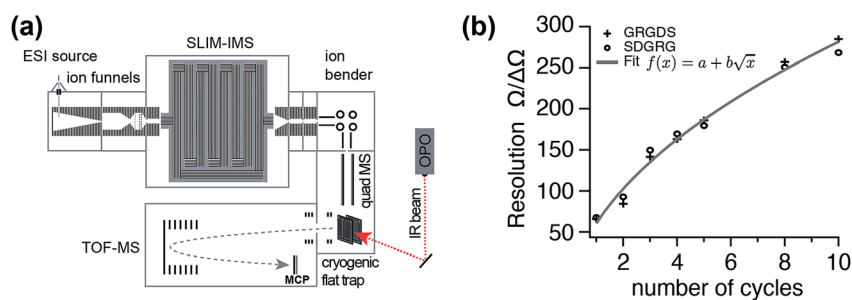 (a)
SLIM-IMS
ESI source
ion funnels
ion
bender
quad MS
OPO
IR beam
TOF-MS
MCP
cryogenic
flat trap
(b)
Resolution Ω/ΔΩ
300
250
200
150
100
50
GRGDS
SDGRG
Fit f(x) = a + b√x
2
4
6
8
10
number of cycles